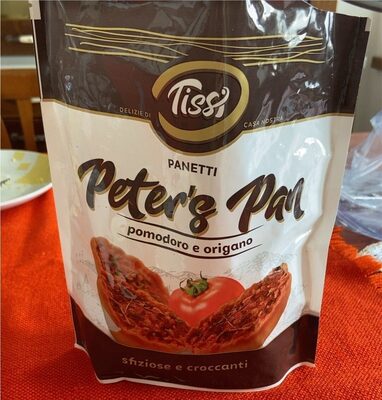 Tissi
DELIZIE DI CASA NOSTRA
PANETTI
Peter's Pan
pomodoro e origano
sfiziose e croccanti